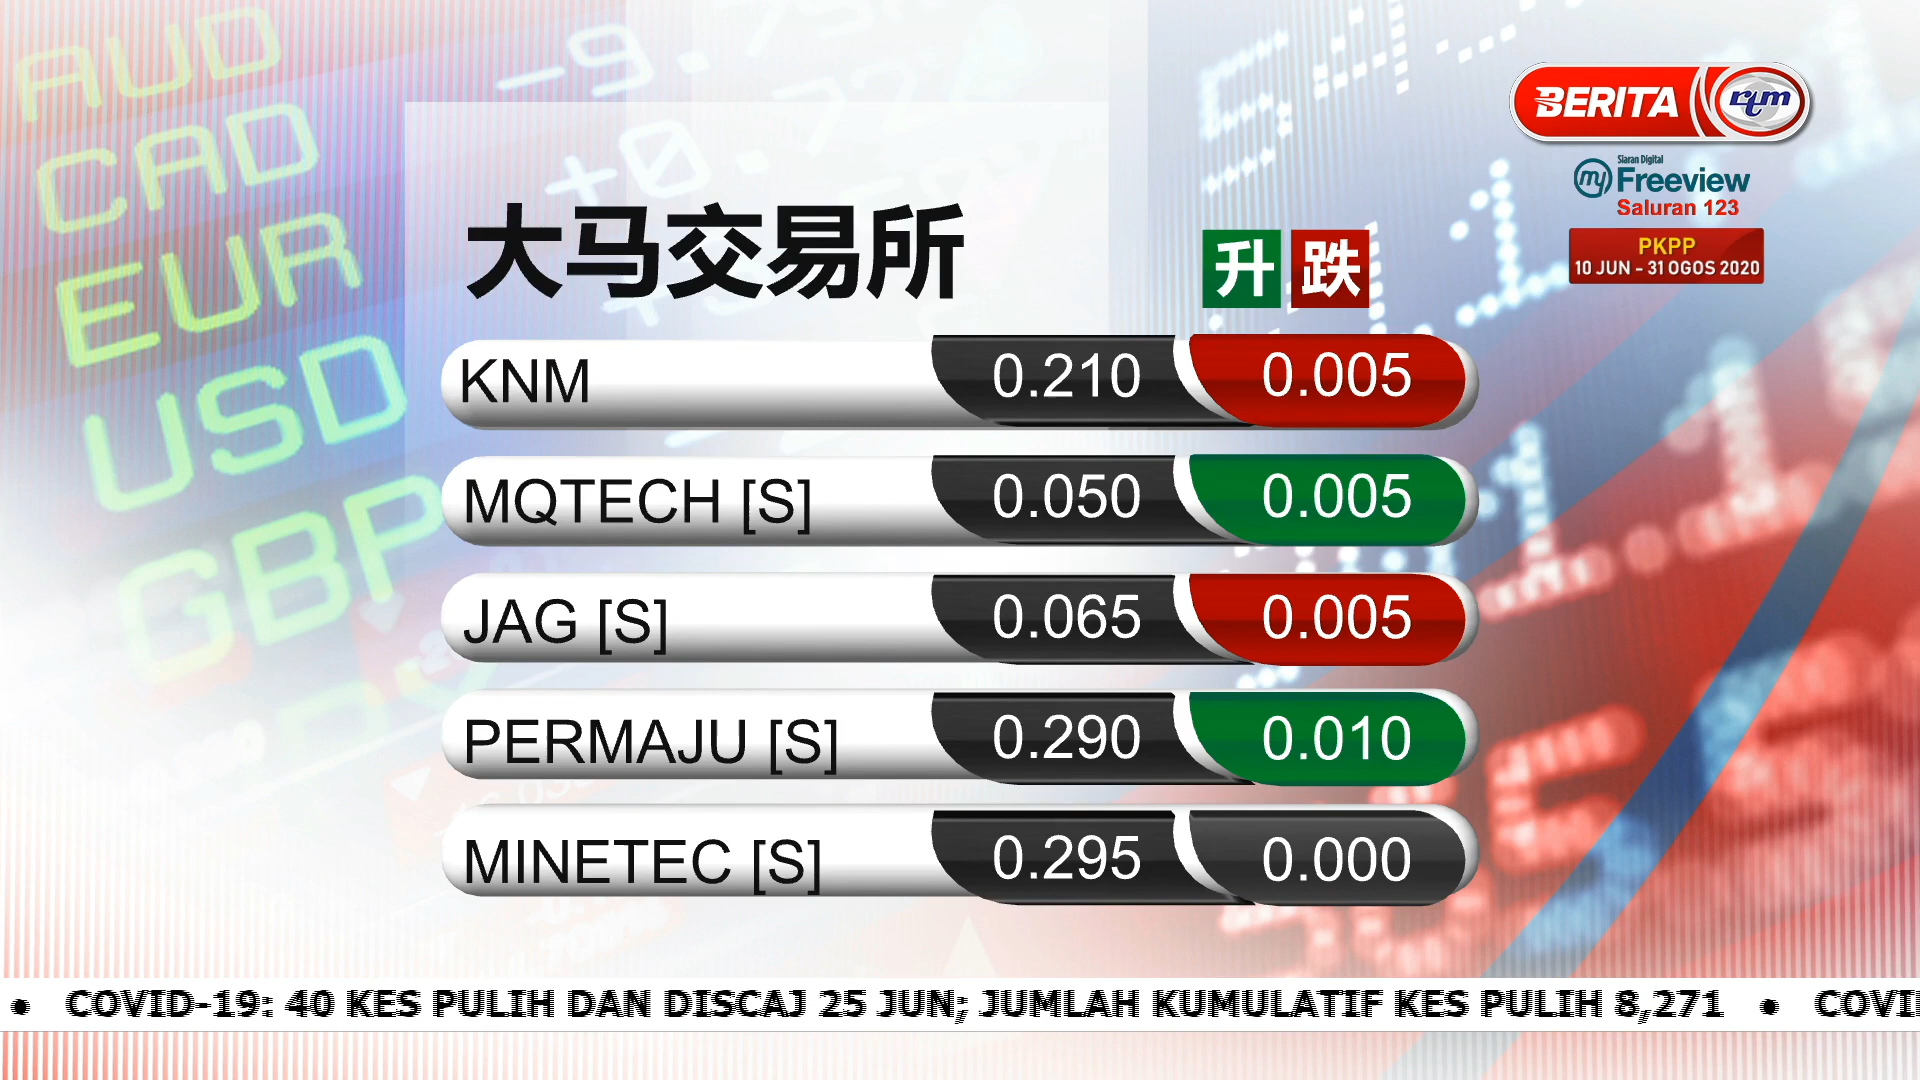 AUD
CAD
EUR
USD
GBP
BERITA rtm
Siaran Digital
my Freeview
Saluran 123
PKPP
10 JUN - 31 OGOS 2020
大马交易所
升 跌
KNM 0.210 0.005
MQTECH [S] 0.050 0.005
JAG [S] 0.065 0.005
PERMAJU [S] 0.290 0.010
MINETEC [S] 0.295 0.000
• COVID-19: 40 KES PULIH DAN DISCAJ 25 JUN; JUMLAH KUMULATIF KES PULIH 8,271 • COVI